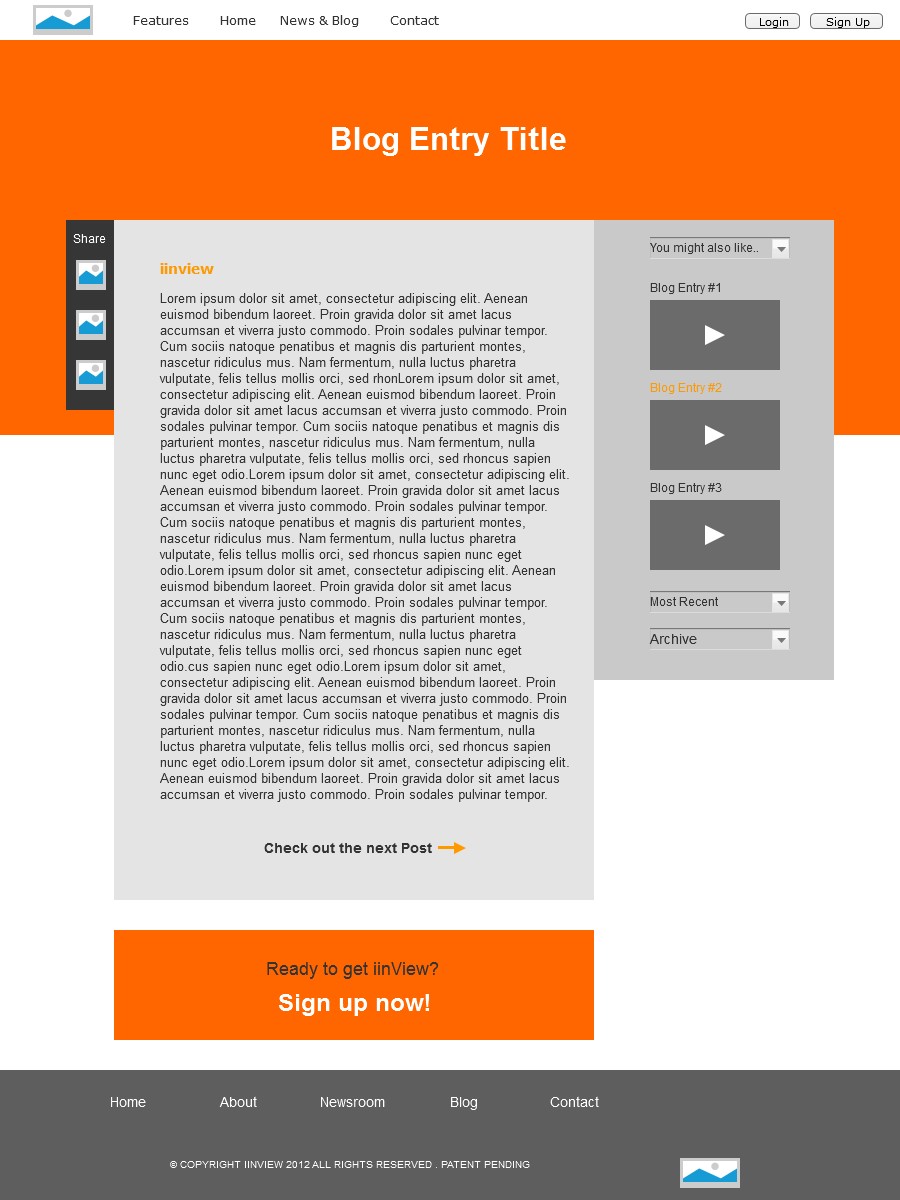 Features Home News & Blog Contact Login Sign Up
Blog Entry Title
Share
iinview
Lorem ipsum dolor sit amet, consectetur adipiscing elit. Aenean
euismod bibendum laoreet. Proin gravida dolor sit amet lacus
accumsan et viverra justo commodo. Proin sodales pulvinar tempor.
Cum sociis natoque penatibus et magnis dis parturient montes,
nascetur ridiculus mus. Nam fermentum, nulla luctus pharetra
vulputate, felis tellus mollis orci, sed rhonLorem ipsum dolor sit amet,
consectetur adipiscing elit. Aenean euismod bibendum laoreet. Proin
gravida dolor sit amet lacus accumsan et viverra justo commodo. Proin
sodales pulvinar tempor. Cum sociis natoque penatibus et magnis dis
parturient montes, nascetur ridiculus mus. Nam fermentum, nulla
luctus pharetra vulputate, felis tellus mollis orci, sed rhoncus sapien
nunc eget odio.Lorem ipsum dolor sit amet, consectetur adipiscing elit.
Aenean euismod bibendum laoreet. Proin gravida dolor sit amet lacus
accumsan et viverra justo commodo. Proin sodales pulvinar tempor.
Cum sociis natoque penatibus et magnis dis parturient montes,
nascetur ridiculus mus. Nam fermentum, nulla luctus pharetra
vulputate, felis tellus mollis orci, sed rhoncus sapien nunc eget
odio.Lorem ipsum dolor sit amet, consectetur adipiscing elit. Aenean
euismod bibendum laoreet. Proin gravida dolor sit amet lacus
accumsan et viverra justo commodo. Proin sodales pulvinar tempor.
Cum sociis natoque penatibus et magnis dis parturient montes,
nascetur ridiculus mus. Nam fermentum, nulla luctus pharetra
vulputate, felis tellus mollis orci, sed rhoncus sapien nunc eget
odio.cus sapien nunc eget odio.Lorem ipsum dolor sit amet,
consectetur adipiscing elit. Aenean euismod bibendum laoreet. Proin
gravida dolor sit amet lacus accumsan et viverra justo commodo. Proin
sodales pulvinar tempor. Cum sociis natoque penatibus et magnis dis
parturient montes, nascetur ridiculus mus. Nam fermentum, nulla
luctus pharetra vulputate, felis tellus mollis orci, sed rhoncus sapien
nunc eget odio.Lorem ipsum dolor sit amet, consectetur adipiscing elit.
Aenean euismod bibendum laoreet. Proin gravida dolor sit amet lacus
accumsan et viverra justo commodo. Proin sodales pulvinar tempor.
Check out the next Post
You might also like..
Blog Entry #1
Blog Entry #2
Blog Entry #3
Most Recent
Archive
Ready to get iinView?
Sign up now!
Home About Newsroom Blog Contact
© COPYRIGHT IINVIEW 2012 ALL RIGHTS RESERVED . PATENT PENDING